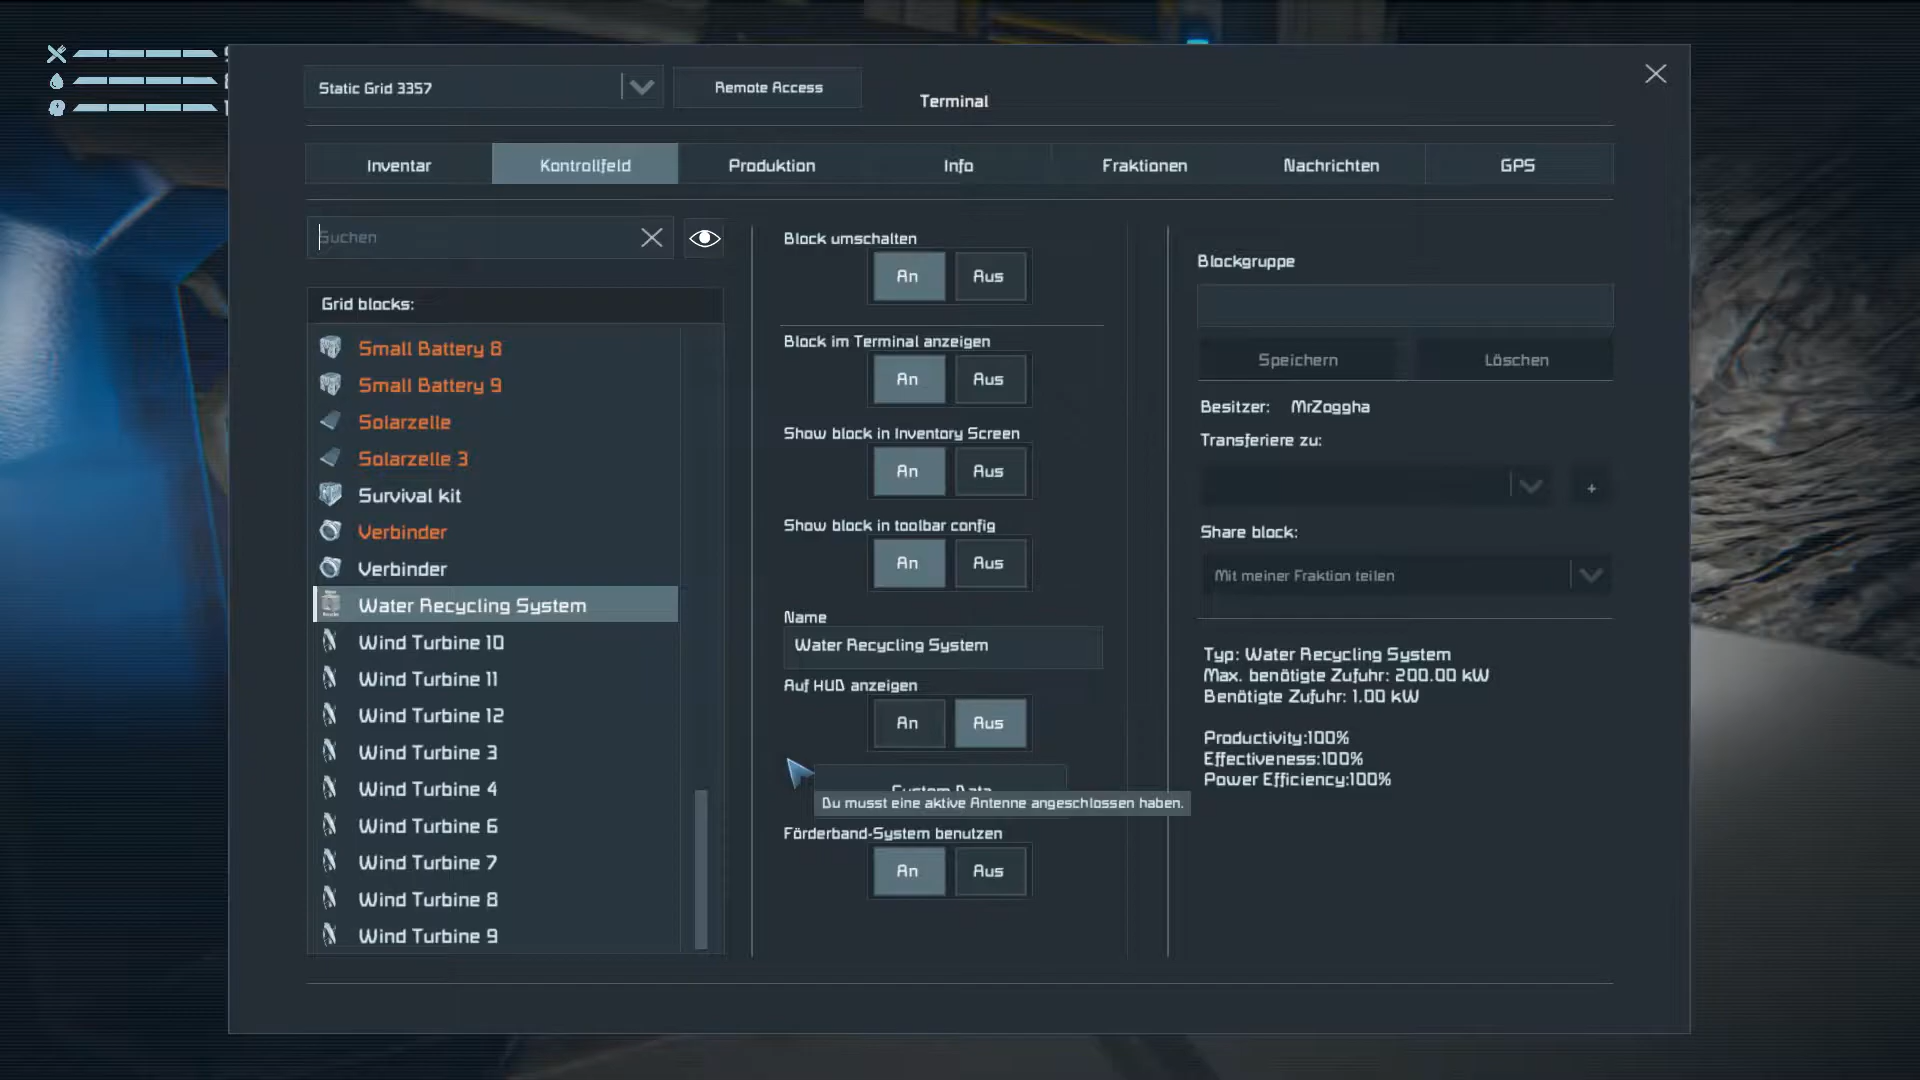 Static Grid 3357
Remote Access
Terminal
Inventar
Kontrollfeld
Produktion
Info
Fraktionen
Nachrichten
GPS
Suchen
Grid blocks:
Small Battery 8
Small Battery 9
Solarzelle
Solarzelle 3
Survival kit
Verbinder
Verbinder
Water Recycling System
Wind Turbine 10
Wind Turbine 11
Wind Turbine 12
Wind Turbine 3
Wind Turbine 4
Wind Turbine 6
Wind Turbine 7
Wind Turbine 8
Wind Turbine 9
Block umschalten
An Aus
Block im Terminal anzeigen
An Aus
Show block in Inventory Screen
An Aus
Show block in toolbar config
An Aus
Name
Water Recycling System
Auf HUD anzeigen
An Aus
Custom Data
Du musst eine aktive Antenne angeschlossen haben.
Förderband-System benutzen
An Aus
Blockgruppe
Speichern Löschen
Besitzer: MrZoggha
Transferiere zu:
+
Share block:
Mit meiner Fraktion teilen
Typ: Water Recycling System
Max. benötigte Zufuhr: 200.00 kW
Benötigte Zufuhr: 1.00 kW
Productivity:100%
Effectiveness:100%
Power Efficiency:100%